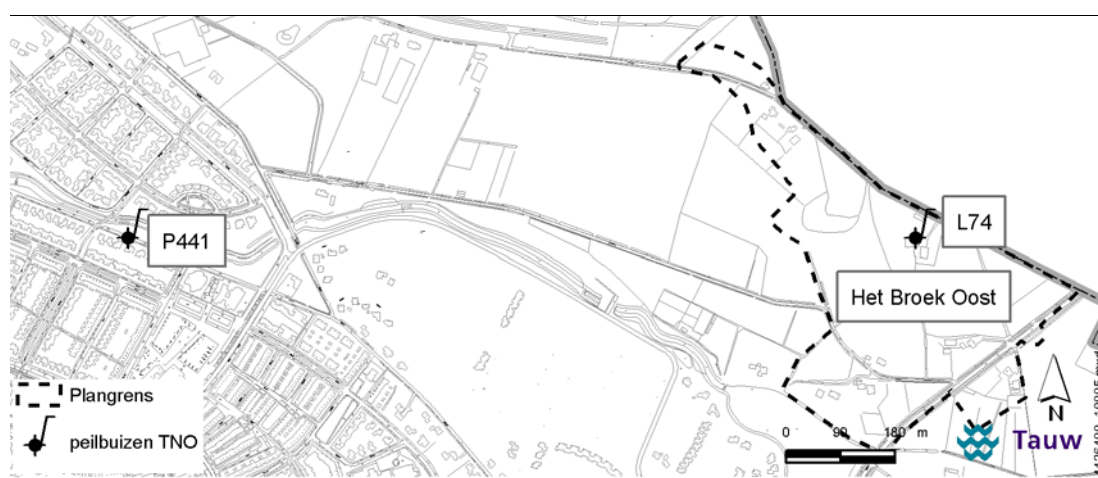 P441
L74
Het Broek Oost
Plangrens
peilbuizen TNO
0 90 180 m
N
Tauw